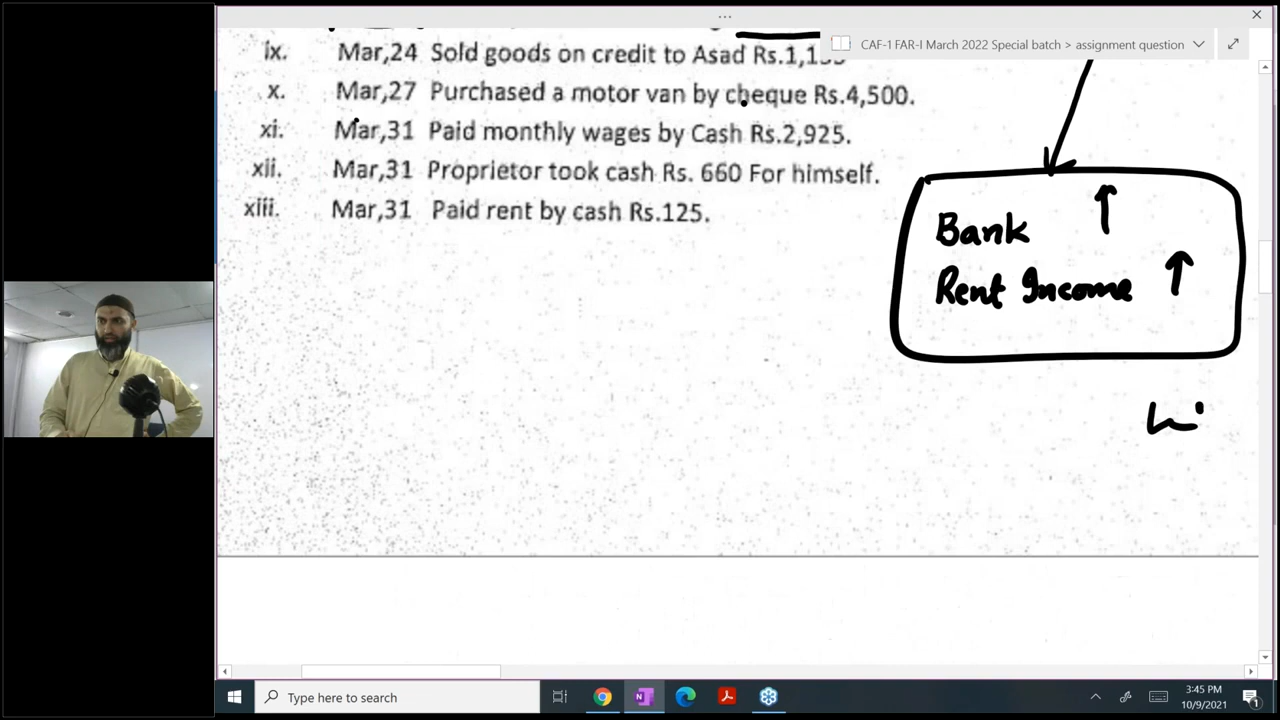 CAF-1 FAR-I March 2022 Special batch > assignment question
ix. Mar,24 Sold goods on credit to Asad
x. Mar,27 Purchased a motor van by cheque Rs.4,500.
xi. Mar,31 Paid monthly wages by Cash Rs.2,925.
xii. Mar,31 Proprietor took cash Rs. 660 For himself.
xiii. Mar,31 Paid rent by cash Rs.125.
Bank ↑
Rent Income ↑
Type here to search
3:45 PM
10/9/2021
1